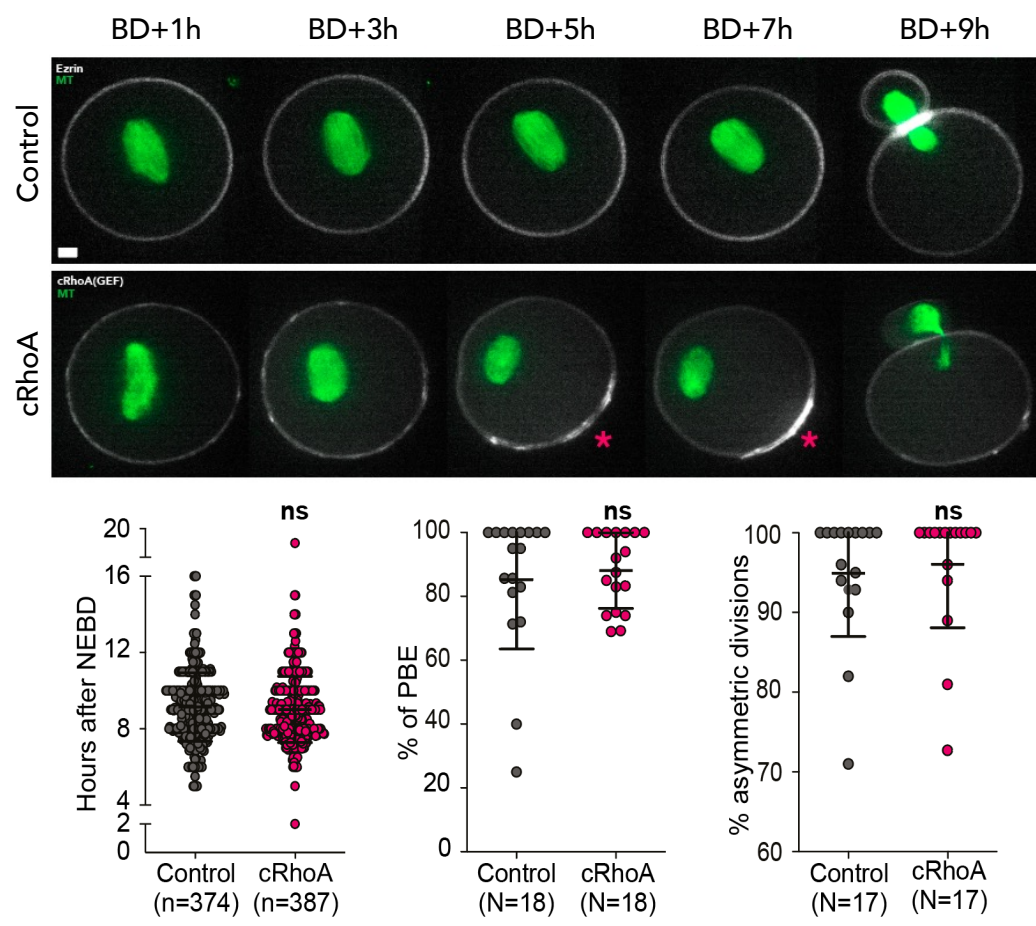 BD+1h BD+3h BD+5h BD+7h BD+9h
Control
Ezrin
MT
cRhoA
cRhoA(GEF)
MT
*
*
Hours after NEBD
20
16
12
8
4
2
0
ns
Control cRhoA
(n=374) (n=387)
% of PBE
100
80
60
40
20
0
ns
Control cRhoA
(N=18) (N=18)
% asymmetric divisions
100
90
80
70
60
ns
Control cRhoA
(N=17) (N=17)